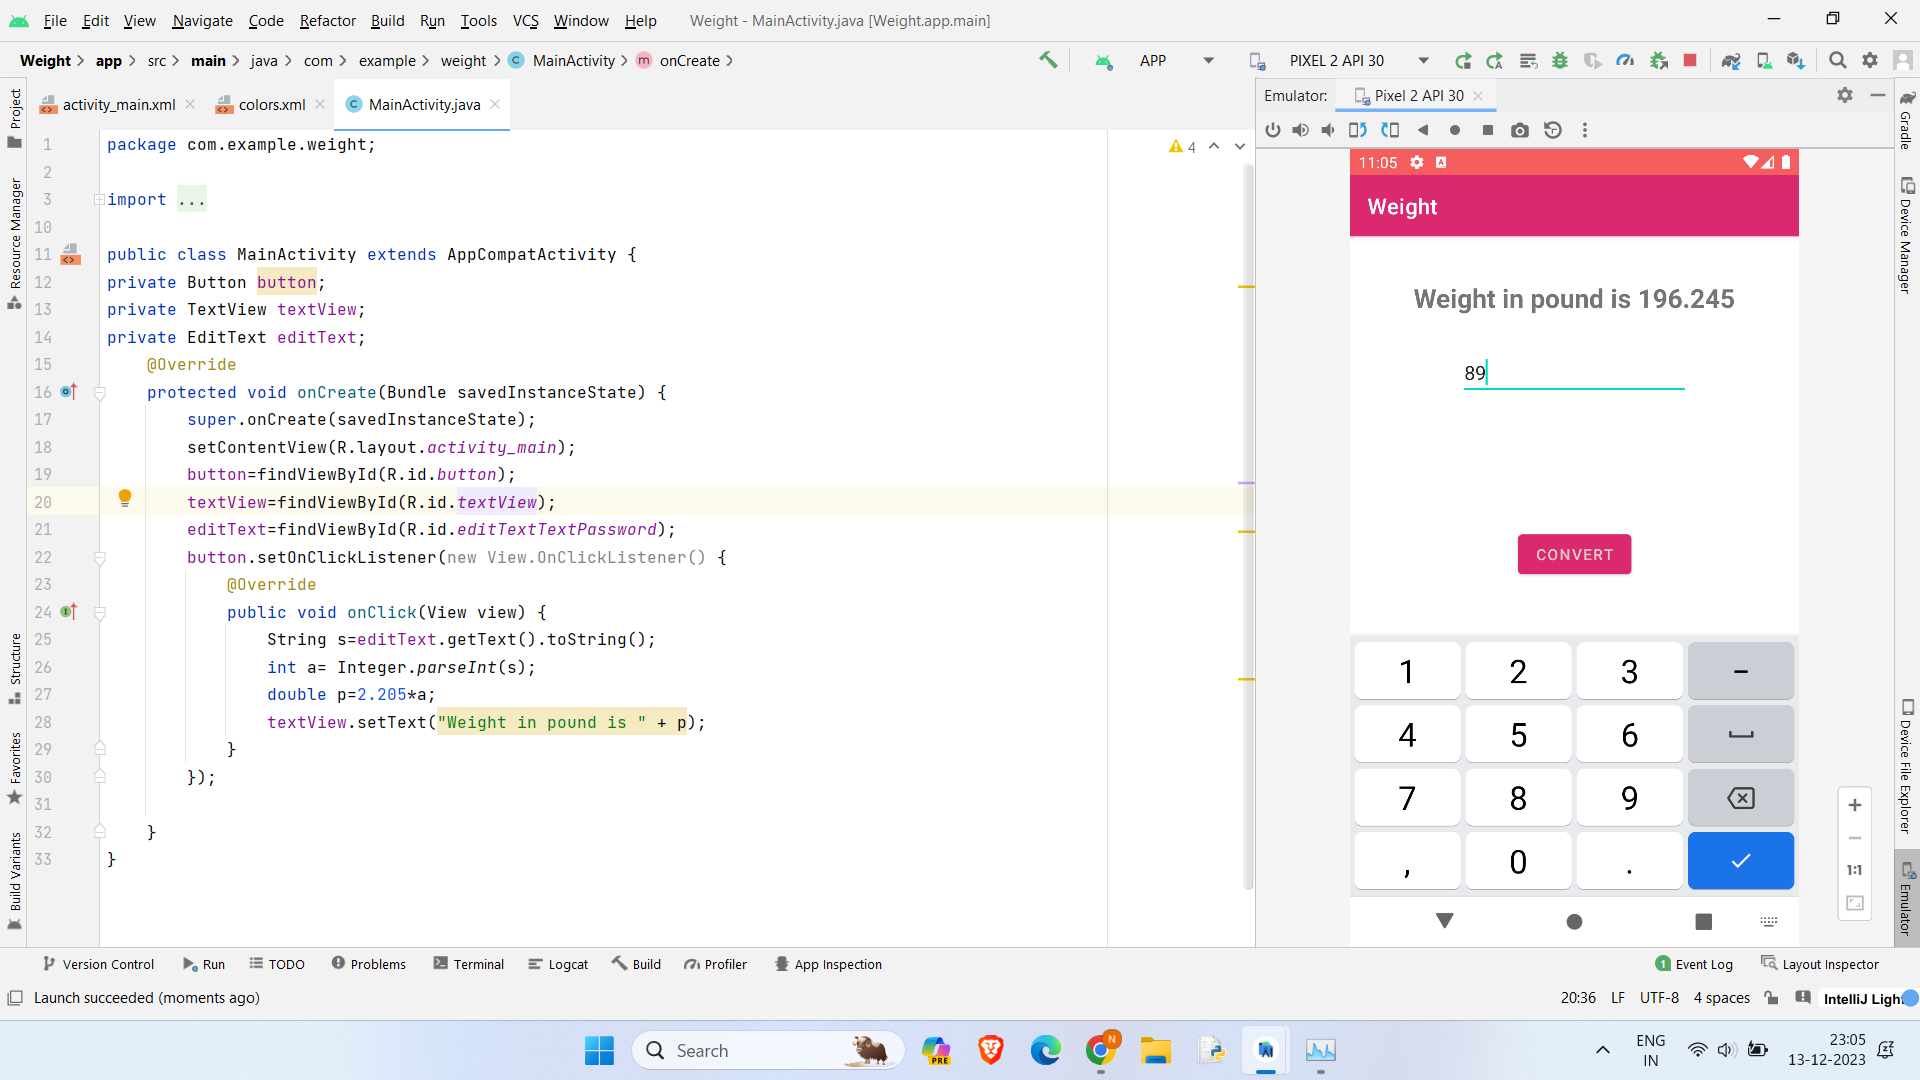 File Edit View Navigate Code Refactor Build Run Tools VCS Window Help Weight - MainActivity.java [Weight.app.main]
Weight app src main java com example weight C MainActivity m onCreate APP PIXEL 2 API 30
activity_main.xml colors.xml C MainActivity.java
Emulator: Pixel 2 API 30
Project
Resource Manager
Structure
Favorites
Build Variants
4
1 package com.example.weight;
2
3 import ...
10
11 public class MainActivity extends AppCompatActivity {
12 private Button button;
13 private TextView textView;
14 private EditText editText;
15 @Override
16 protected void onCreate(Bundle savedInstanceState) {
17 super.onCreate(savedInstanceState);
18 setContentView(R.layout.activity_main);
19 button=findViewById(R.id.button);
20 textView=findViewById(R.id.textView);
21 editText=findViewById(R.id.editTextTextPassword);
22 button.setOnClickListener(new View.OnClickListener() {
23 @Override
24 public void onClick(View view) {
25 String s=editText.getText().toString();
26 int a= Integer.parseInt(s);
27 double p=2.205*a;
28 textView.setText("Weight in pound is " + p);
29 }
30 });
31
32 }
33 }
11:05 A
Weight
Weight in pound is 196.245
89
CONVERT
1 2 3 −
4 5 6
7 8 9
, 0 .
1:1
Gradle
Device Manager
Device File Explorer
Emulator
Version Control Run TODO Problems Terminal Logcat Build Profiler App Inspection 1 Event Log Layout Inspector
Launch succeeded (moments ago) 20:36 LF UTF-8 4 spaces IntelliJ Light
Search PRE N ENG
IN
23:05
13-12-2023